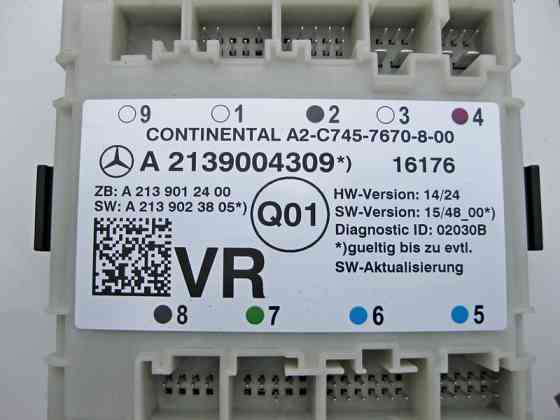 9 1 2 3 4
CONTINENTAL A2-C745-7670-8-00
A 2139004309*) 16176
ZB: A 213 901 24 00
SW: A 213 902 38 05*)
Q01
HW-Version: 14/24
SW-Version: 15/48_00*)
Diagnostic ID: 02030B
*)gueltig bis zu evtl.
SW-Aktualisierung
VR
8 7 6 5